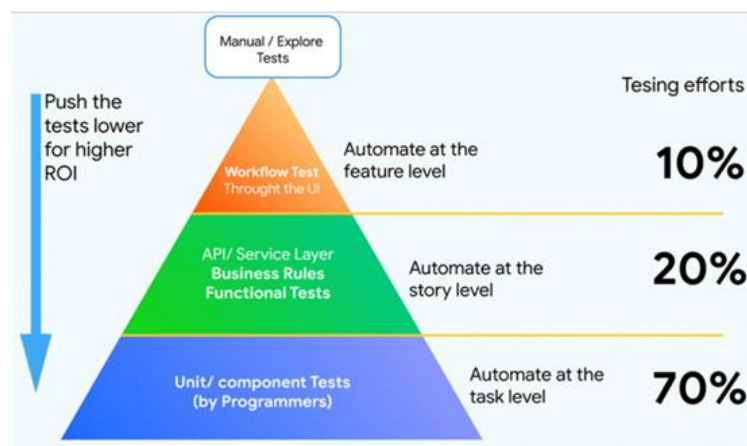 Manual / Explore
Tests
Push the
tests lower
for higher
ROI
Tesing efforts
Workflow Test
Throught the UI
Automate at the
feature level
10%
API/ Service Layer
Business Rules
Functional Tests
Automate at the
story level
20%
Unit/ component Tests
(by Programmers)
Automate at the
task level
70%